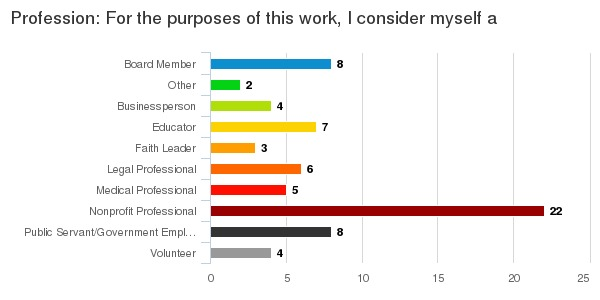 Profession: For the purposes of this work, I consider myself a
Board Member 8
Other 2
Businessperson 4
Educator 7
Faith Leader 3
Legal Professional 6
Medical Professional 5
Nonprofit Professional 22
Public Servant/Government Empl... 8
Volunteer 4
0 5 10 15 20 25